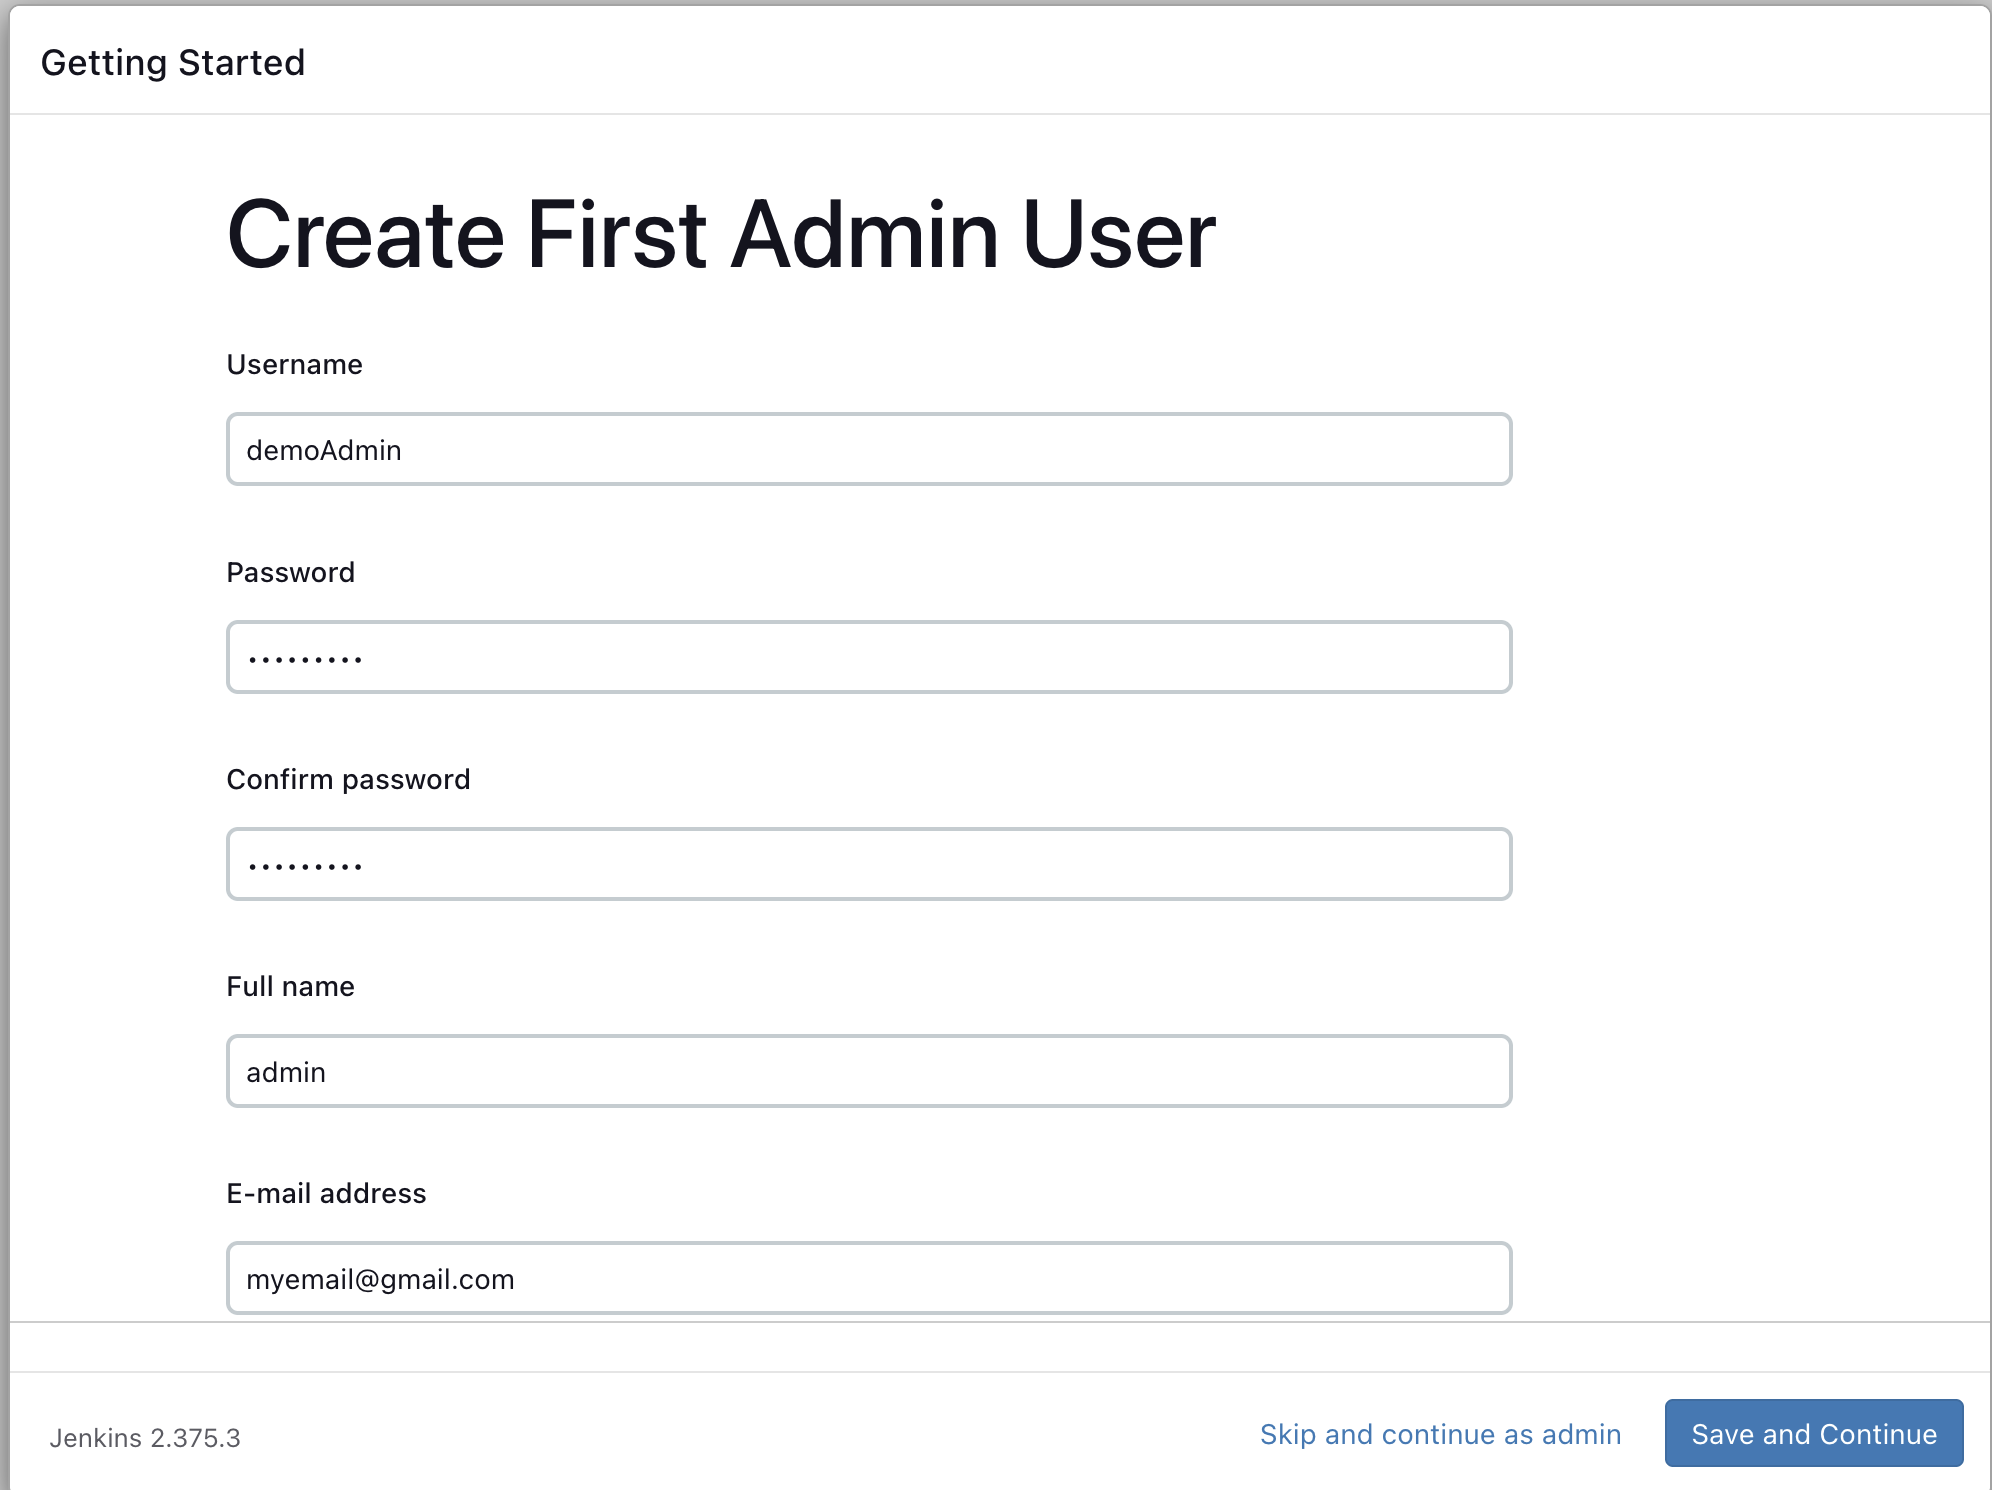 Getting Started
Create First Admin User
Username
demoAdmin
Password
•••••••••
Confirm password
•••••••••
Full name
admin
E-mail address
myemail@gmail.com
Jenkins 2.375.3
Skip and continue as admin
Save and Continue